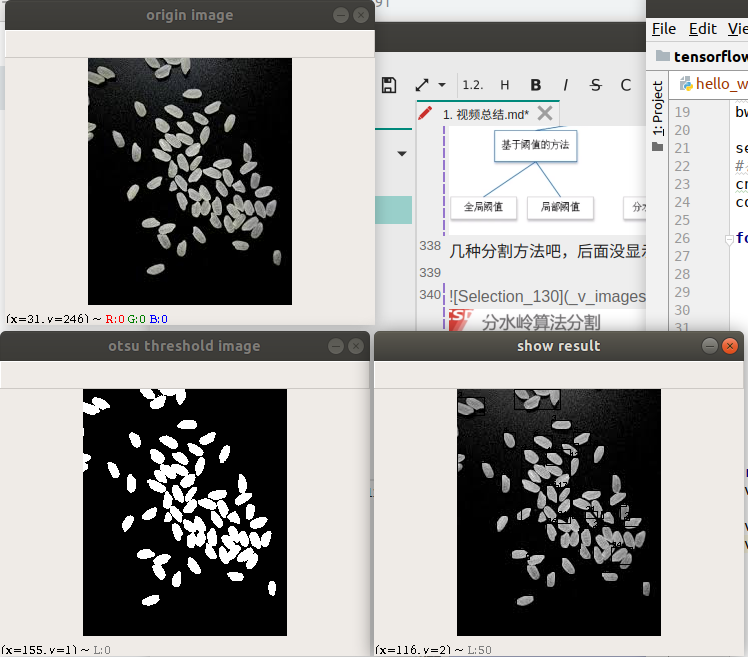 origin image
(x=31, y=246) ~ R:0 G:0 B:0
1.2. H B I S C
1. 视频总结.md*
基于阈值的方法
全局阈值
局部阈值
分水
338 几种分割方法吧，后面没显示
339
340 ![Selection_130](_v_images
分水岭算法分割
File Edit Vie
tensorflow
hello_w
1: Project
19 bw
20
21 se
22 #
23 cn
24 co
25
26 fo
27
28
29
30
31
otsu threshold image
(x=155, y=1) ~ L:0
show result
(x=116, y=2) ~ L:50